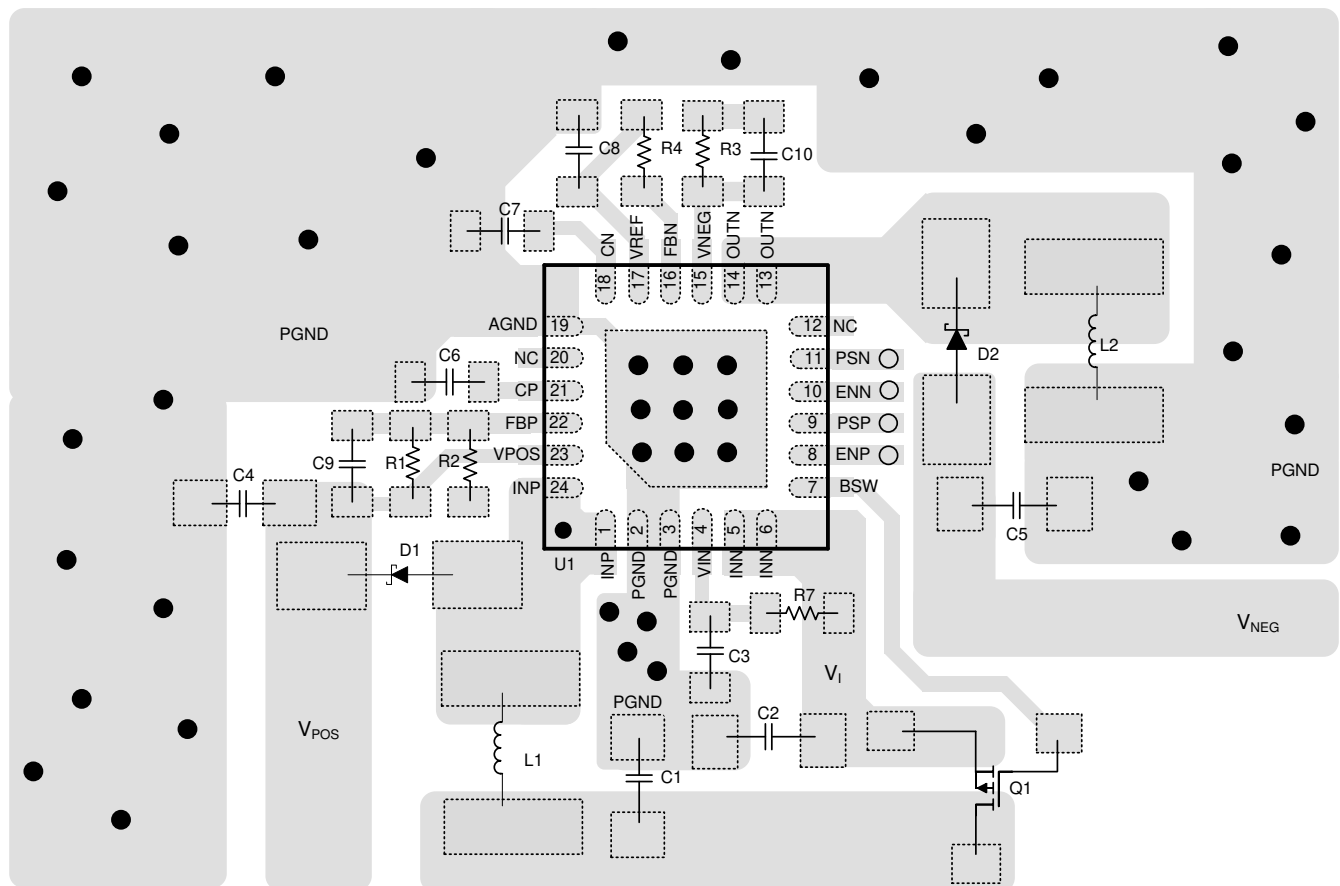 C8
R4
R3
C10
C7
CN
VREF
FBN
VNEG
OUTN
OUTN
18
17
16
15
14
13
PGND
AGND
19
12
NC
NC
20
11
PSN
C6
D2
L2
CP
21
10
ENN
FBP
22
9
PSP
C9
R1
R2
VPOS
23
8
ENP
PGND
C4
INP
24
7
BSW
C5
1
2
3
4
5
6
D1
U1
INP
PGND
PGND
VIN
INN
INN
R7
VNEG
C3
VI
PGND
C2
VPOS
L1
C1
Q1